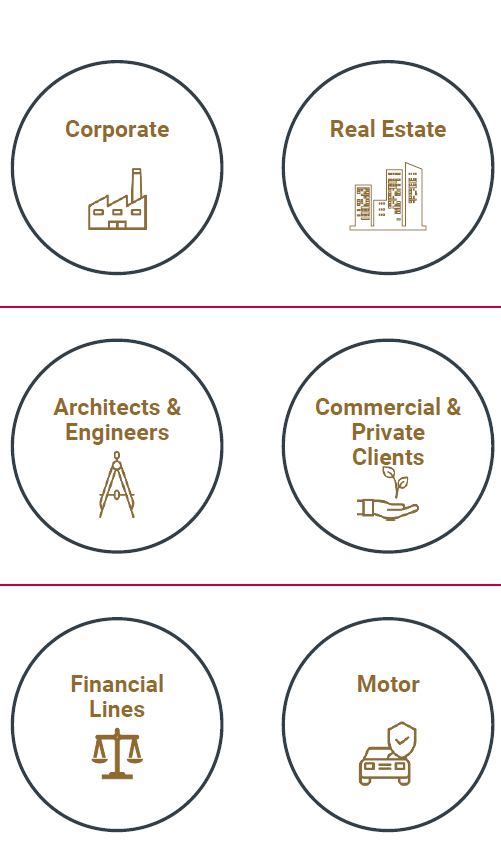 Corporate
Real Estate
Architects &
Engineers
Commercial &
Private
Clients
Financial
Lines
Motor